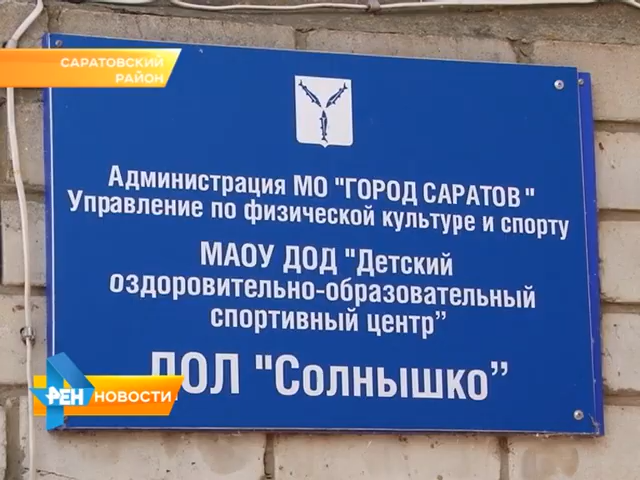 САРАТОВСКИЙ
РАЙОН
Администрация МО "ГОРОД САРАТОВ"
Управление по физической культуре и спорту
МАОУ ДОД "Детский
оздоровительно-образовательный
спортивный центр"
ДОЛ "Солнышко"
РЕН НОВОСТИ